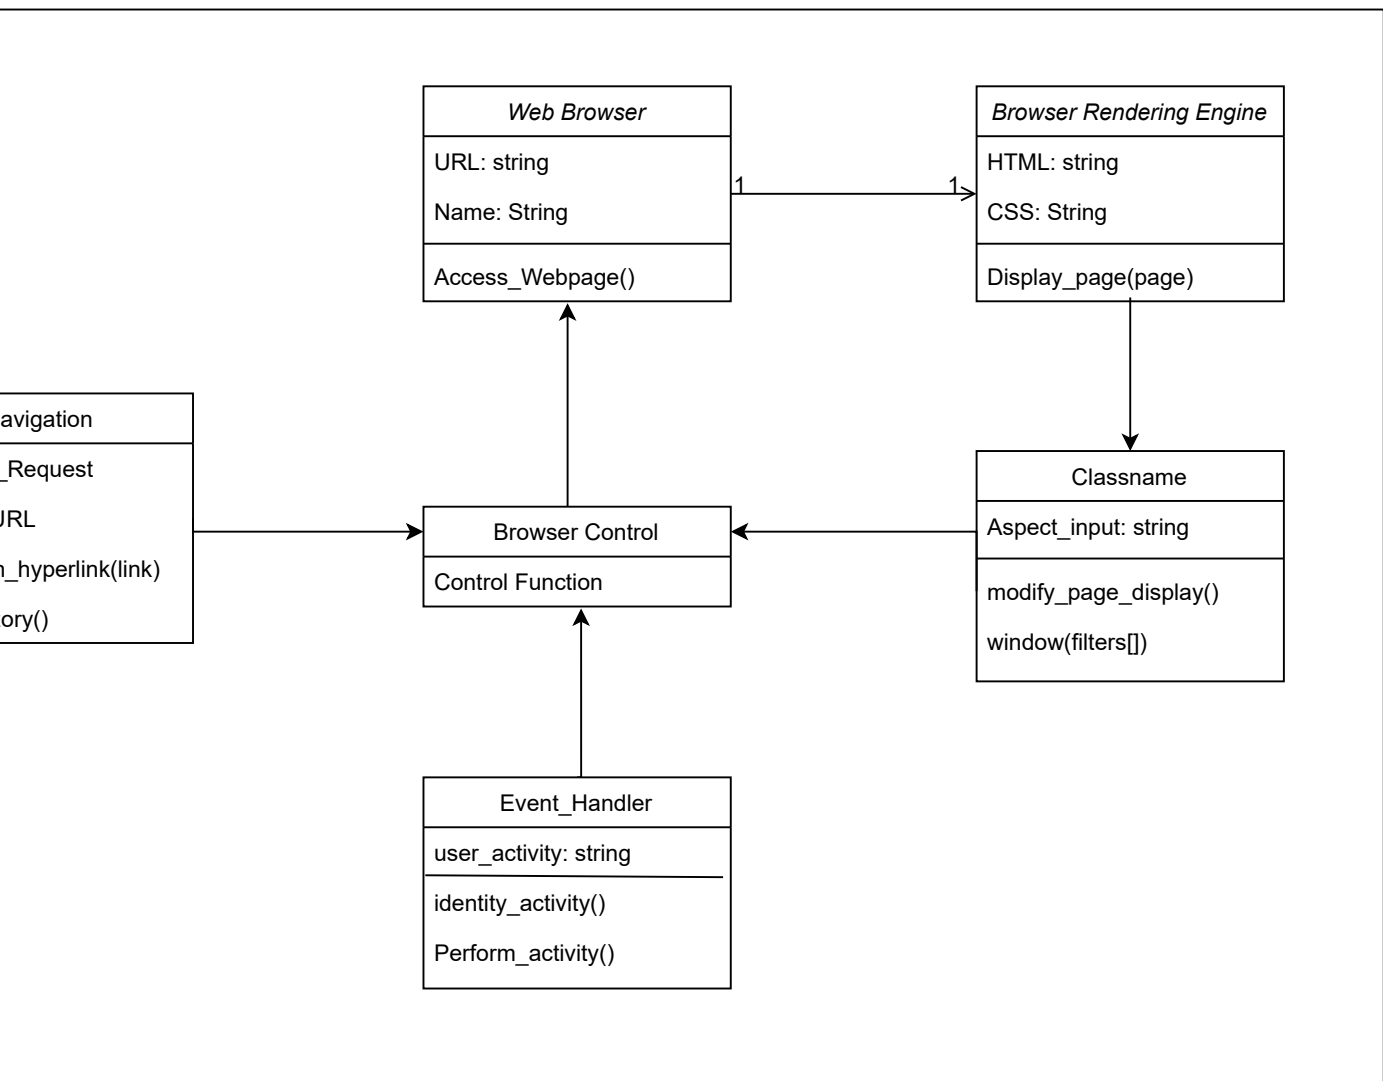 Web Browser
URL: string
Name: String
Access_Webpage()
1
1
Browser Rendering Engine
HTML: string
CSS: String
Display_page(page)
avigation
_Request
URL
_hyperlink(link)
ory()
Browser Control
Control Function
Classname
Aspect_input: string
modify_page_display()
window(filters[])
Event_Handler
user_activity: string
identity_activity()
Perform_activity()